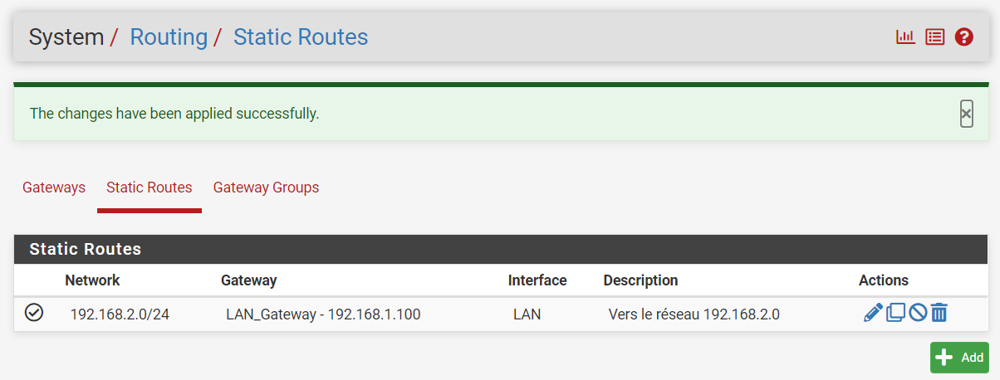 System / Routing / Static Routes
The changes have been applied successfully.
×
Gateways Static Routes Gateway Groups
Static Routes
Network Gateway Interface Description Actions
192.168.2.0/24 LAN_Gateway - 192.168.1.100 LAN Vers le réseau 192.168.2.0
Add